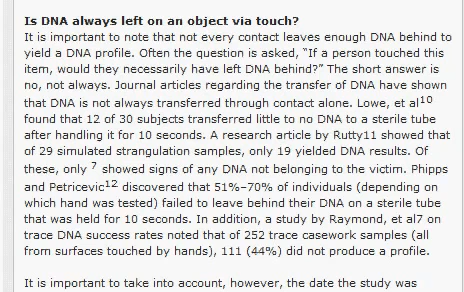 Is DNA always left on an object via touch?
It is important to note that not every contact leaves enough DNA behind to
yield a DNA profile. Often the question is asked, "If a person touched this
item, would they necessarily have left DNA behind?" The short answer is
no, not always. Journal articles regarding the transfer of DNA have shown
that DNA is not always transferred through contact alone. Lowe, et al10
found that 12 of 30 subjects transferred little to no DNA to a sterile tube
after handling it for 10 seconds. A research article by Rutty11 showed that
of 29 simulated strangulation samples, only 19 yielded DNA results. Of
these, only 7 showed signs of any DNA not belonging to the victim. Phipps
and Petricevic12 discovered that 51%-70% of individuals (depending on
which hand was tested) failed to leave behind their DNA on a sterile tube
that was held for 10 seconds. In addition, a study by Raymond, et al7 on
trace DNA success rates noted that of 252 trace casework samples (all
from surfaces touched by hands), 111 (44%) did not produce a profile.
It is important to take into account, however, the date the study was